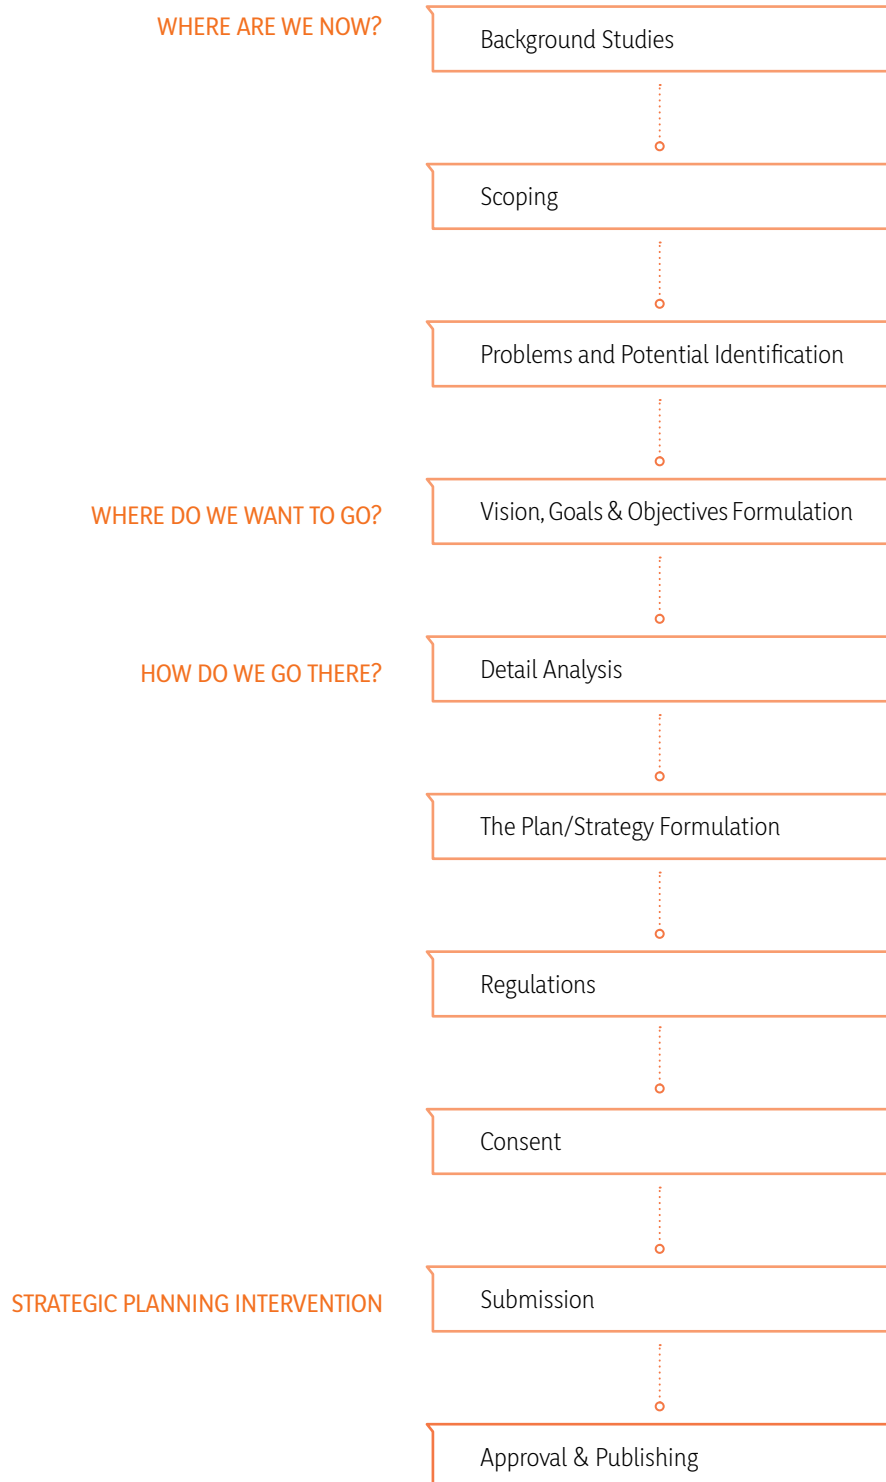 WHERE ARE WE NOW?
Background Studies
Scoping
Problems and Potential Identification
WHERE DO WE WANT TO GO?
Vision, Goals & Objectives Formulation
HOW DO WE GO THERE?
Detail Analysis
The Plan/Strategy Formulation
Regulations
Consent
STRATEGIC PLANNING INTERVENTION
Submission
Approval & Publishing